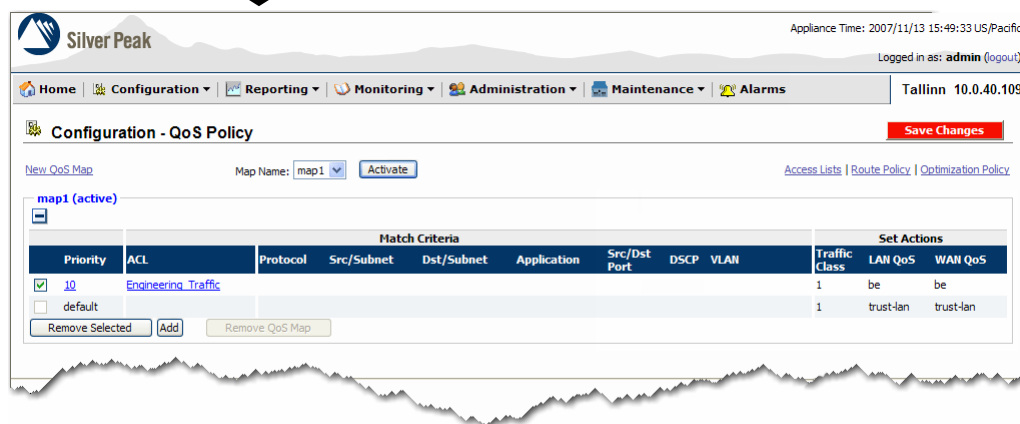 Silver Peak
Appliance Time: 2007/11/13 15:49:33 US/Pacific
Logged in as: admin (logout)
Home | Configuration | Reporting | Monitoring | Administration | Maintenance | Alarms
Tallinn 10.0.40.109
Configuration - QoS Policy
Save Changes
New QoS Map
Map Name: map1 Activate
Access Lists | Route Policy | Optimization Policy
map1 (active)
Match Criteria Set Actions
Priority ACL Protocol Src/Subnet Dst/Subnet Application Src/Dst Port DSCP VLAN Traffic Class LAN QoS WAN QoS
10 Engineering_Traffic 1 be be
default 1 trust-lan trust-lan
Remove Selected Add Remove QoS Map